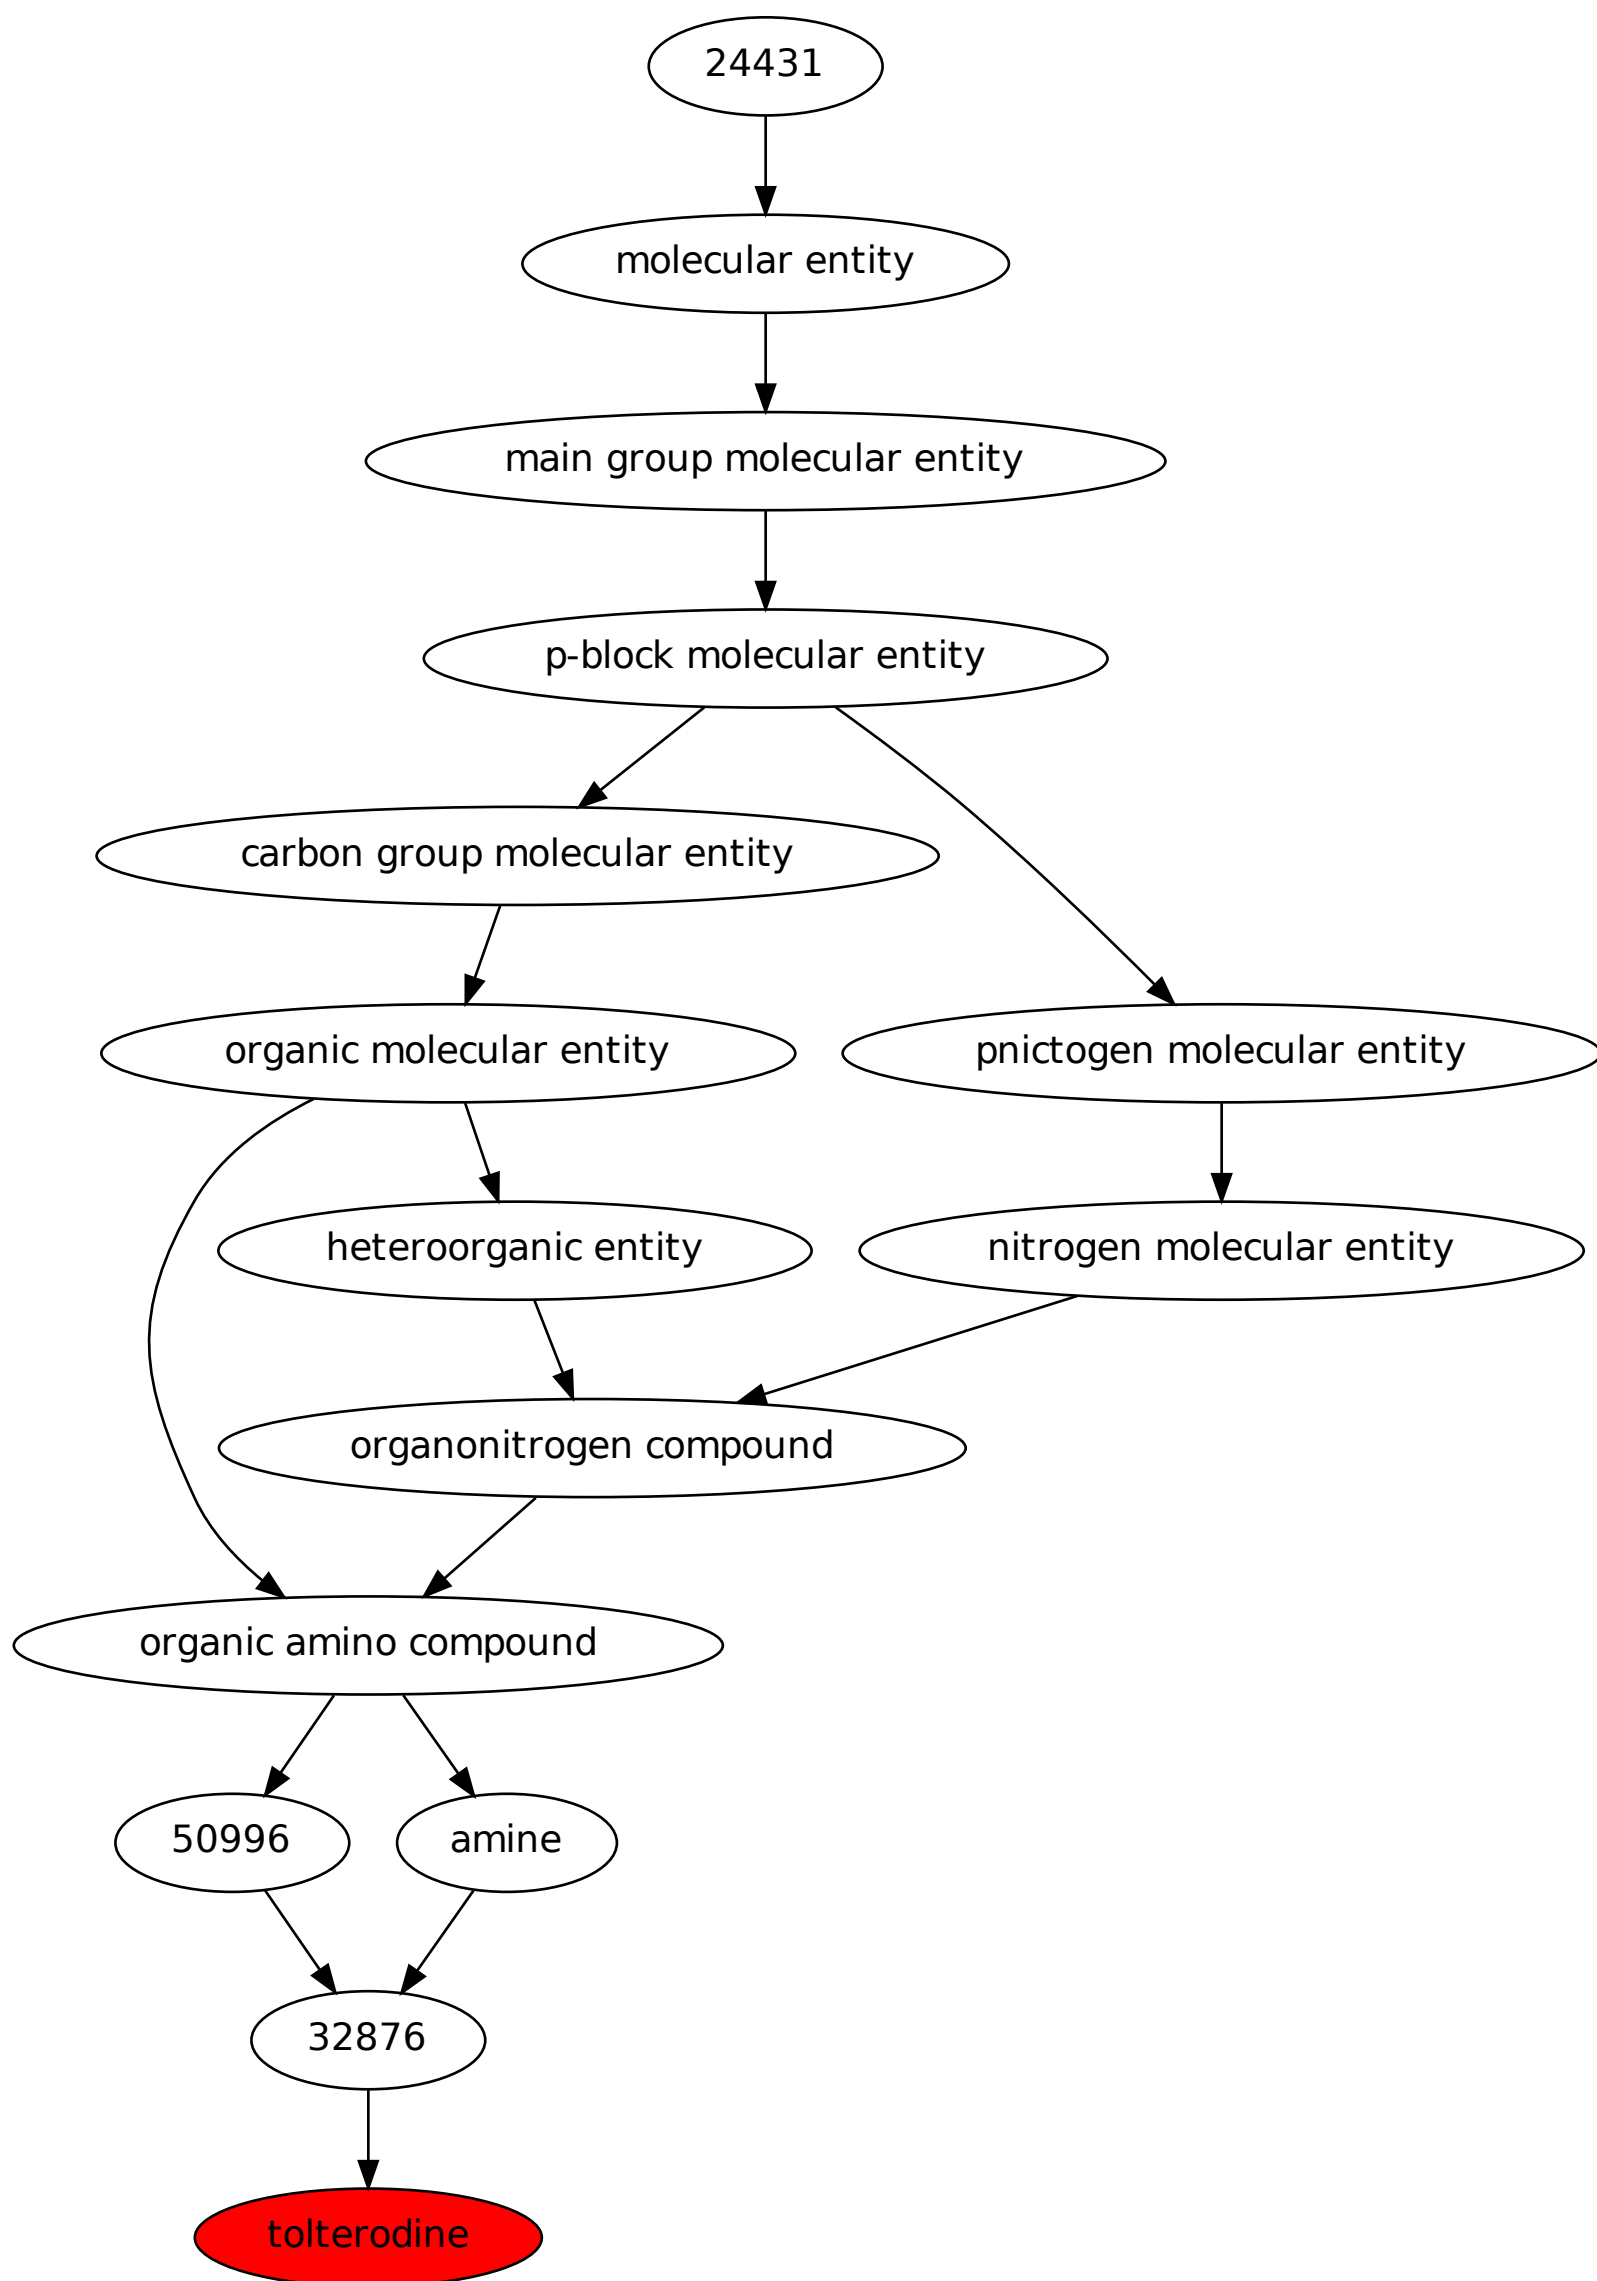 24431
molecular entity
main group molecular entity
p-block molecular entity
carbon group molecular entity
organic molecular entity
pnictogen molecular entity
heteroorganic entity
nitrogen molecular entity
organonitrogen compound
organic amino compound
50996
amine
32876
tolterodine